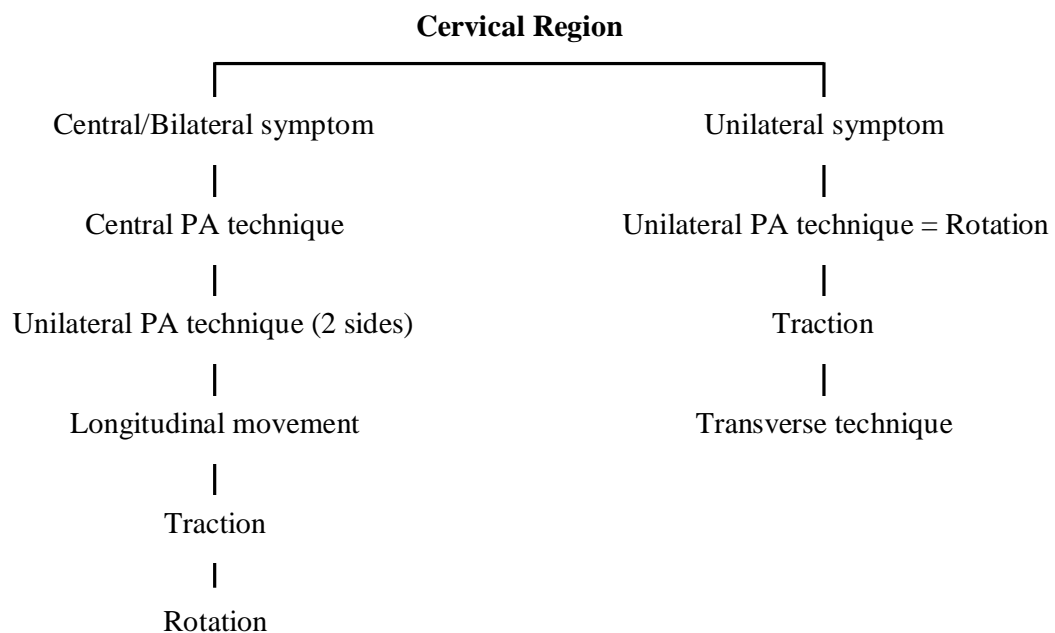 Cervical Region
Central/Bilateral symptom
Unilateral symptom
Central PA technique
Unilateral PA technique = Rotation
Unilateral PA technique (2 sides)
Traction
Longitudinal movement
Transverse technique
Traction
Rotation